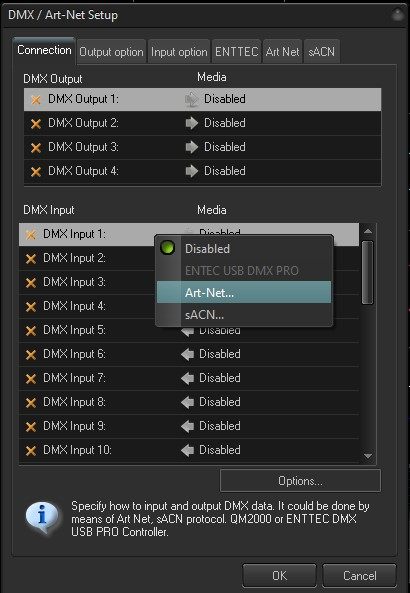 DMX / Art-Net Setup
Connection Output option Input option ENTTEC Art Net sACN
DMX Output Media
DMX Output 1: Disabled
DMX Output 2: Disabled
DMX Output 3: Disabled
DMX Output 4: Disabled
DMX Input Media
DMX Input 1: Disabled
DMX Input 2:
DMX Input 3:
DMX Input 4:
DMX Input 5: Disabled
DMX Input 6: Disabled
DMX Input 7: Disabled
DMX Input 8: Disabled
DMX Input 9: Disabled
DMX Input 10: Disabled
Disabled
ENTEC USB DMX PRO
Art-Net...
sACN...
Options...
Specify how to input and output DMX data. It could be done by
means of Art Net, sACN protocol. QM2000 or ENTTEC DMX
USB PRO Controller.
OK Cancel